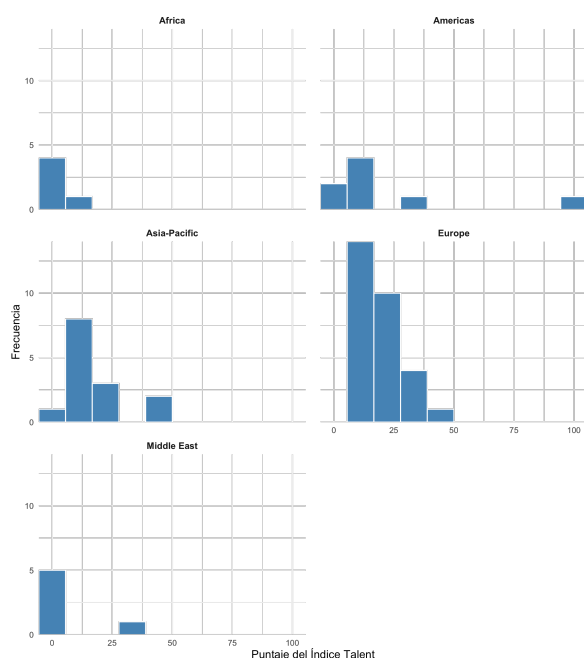 Africa
Americas
10
5
0
Asia-Pacific
Europe
Frecuencia
10
5
0
0 25 50 75 100
Middle East
10
5
0
0 25 50 75 100
Puntaje del Índice Talent